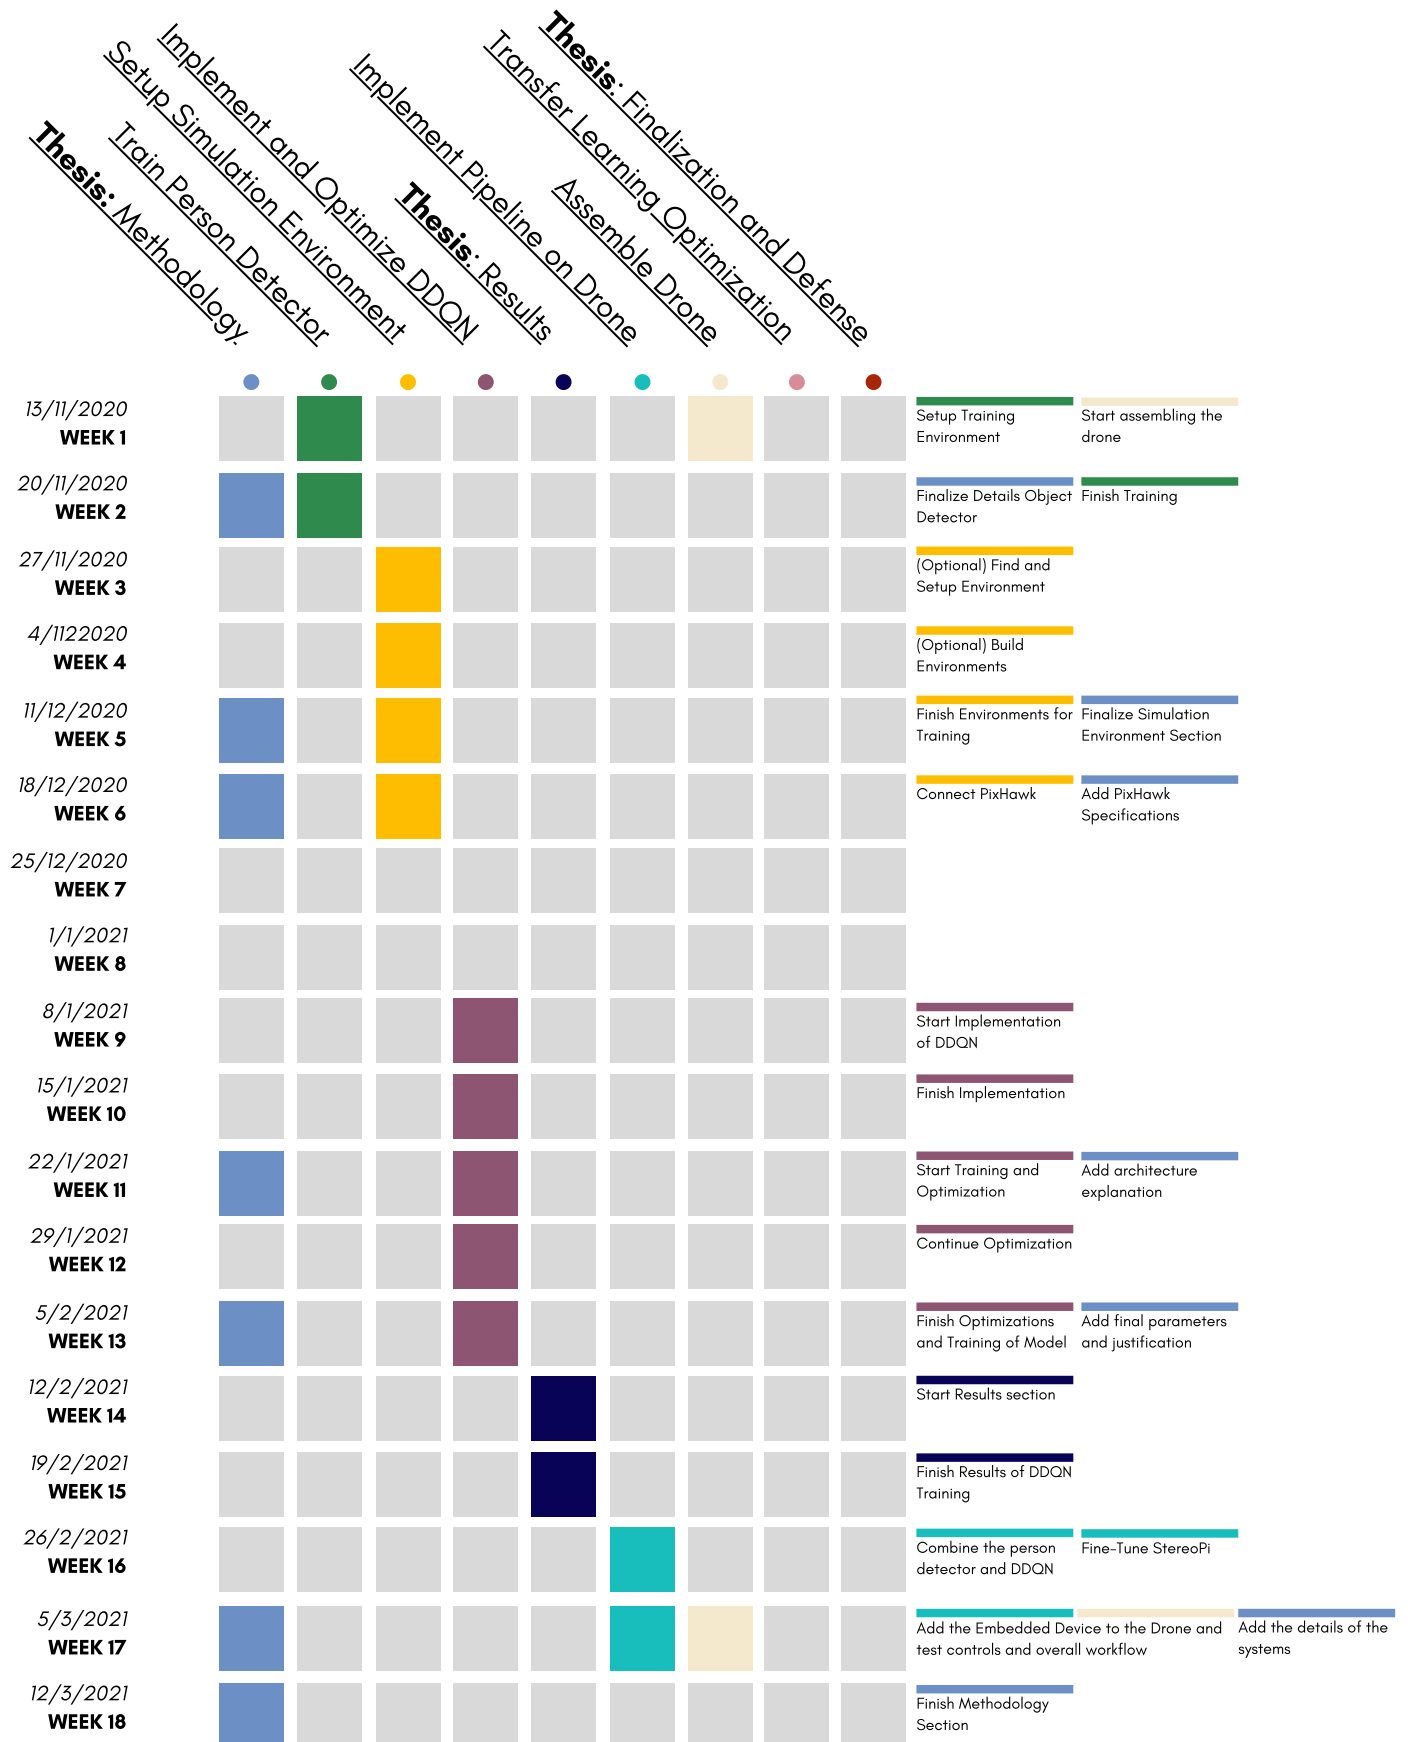 Thesis: Methodology
Train Person Detector
Setup Simulation Environment
Implement and Optimize DDQN
Thesis: Results
Implement Pipeline on Drone
Assemble Drone
Transfer Learning Optimization
Thesis: Finalization and Defense
13/11/2020
WEEK 1
Setup Training
Environment
Start assembling the
drone
20/11/2020
WEEK 2
Finalize Details Object
Detector
Finish Training
27/11/2020
WEEK 3
(Optional) Find and
Setup Environment
4/1122020
WEEK 4
(Optional) Build
Environments
11/12/2020
WEEK 5
Finish Environments for
Training
Finalize Simulation
Environment Section
18/12/2020
WEEK 6
Connect PixHawk
Add PixHawk
Specifications
25/12/2020
WEEK 7
1/1/2021
WEEK 8
8/1/2021
WEEK 9
Start Implementation
of DDQN
15/1/2021
WEEK 10
Finish Implementation
22/1/2021
WEEK 11
Start Training and
Optimization
Add architecture
explanation
29/1/2021
WEEK 12
Continue Optimization
5/2/2021
WEEK 13
Finish Optimizations
and Training of Model
Add final parameters
and justification
12/2/2021
WEEK 14
Start Results section
19/2/2021
WEEK 15
Finish Results of DDQN
Training
26/2/2021
WEEK 16
Combine the person
detector and DDQN
Fine-Tune StereoPi
5/3/2021
WEEK 17
Add the Embedded Device to the Drone and
test controls and overall workflow
Add the details of the
systems
12/3/2021
WEEK 18
Finish Methodology
Section